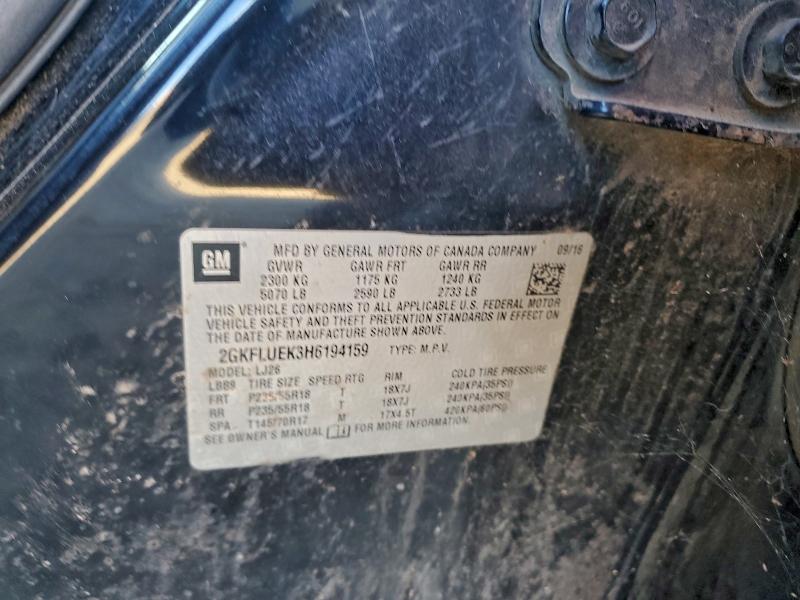 8.01
GM
MFD BY GENERAL MOTORS OF CANADA COMPANY 09/16
GVWR GAWR FRT GAWR RR
2300 KG 1175 KG 1240 KG
5070 LB 2590 LB 2733 LB
THIS VEHICLE CONFORMS TO ALL APPLICABLE U.S. FEDERAL MOTOR
VEHICLE SAFETY AND THEFT PREVENTION STANDARDS IN EFFECT ON
THE DATE OF MANUFACTURE SHOWN ABOVE.
2GKFLUEK3H6194159 TYPE: M.P.V.
MODEL: LJ26
LBB9 TIRE SIZE SPEED RTG RIM COLD TIRE PRESSURE
FRT P235/55R18 T 18X7J 240KPA(35PSI)
RR P235/55R18 T 18X7J 240KPA(35PSI)
SPA T145/70R17 M 17X4.5T 420KPA(60PSI)
SEE OWNER'S MANUAL FOR MORE INFORMATION.